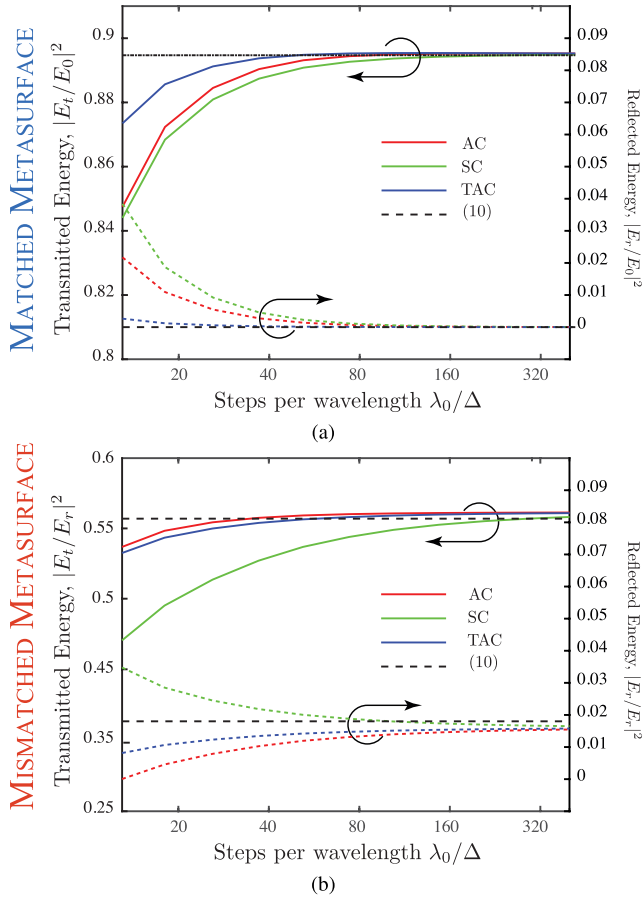 MATCHED METASURFACE
Transmitted Energy, |E_t/E_0|^2
0.9
0.88
0.86
0.84
0.82
0.8
AC
SC
TAC
(10)
0.09
0.08
0.07
0.06
0.05
0.04
0.03
0.02
0.01
0
Reflected Energy, |E_r/E_0|^2
20
40
80
160
320
Steps per wavelength λ_0/Δ
(a)
MISMATCHED METASURFACE
Transmitted Energy, |E_t/E_r|^2
0.6
0.55
0.5
0.45
0.35
0.25
AC
SC
TAC
(10)
0.09
0.08
0.07
0.06
0.05
0.04
0.03
0.02
0.01
0
Reflected Energy, |E_r/E_r|^2
20
40
80
160
320
Steps per wavelength λ_0/Δ
(b)